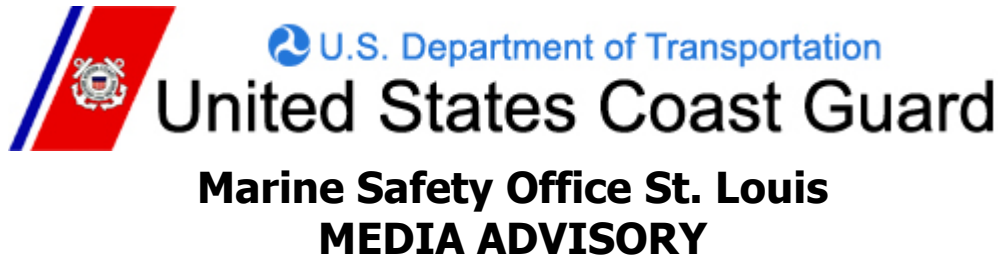 U.S. Department of Transportation
United States Coast Guard
Marine Safety Office St. Louis
MEDIA ADVISORY